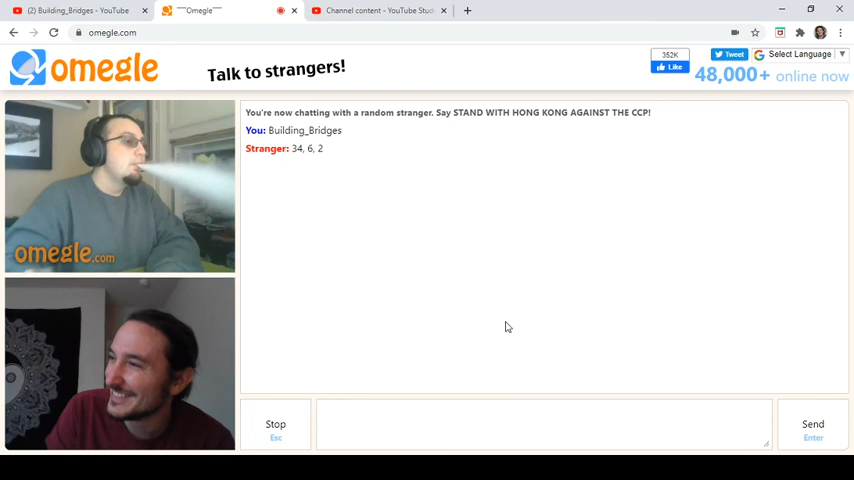 (2) Building_Bridges - YouTube
~~Omegle~~
Channel content - YouTube Stud
omegle.com
omegle
Talk to strangers!
352K
Like
Tweet
Select Language
48,000+ online now
You're now chatting with a random stranger. Say STAND WITH HONG KONG AGAINST THE CCP!
You: Building_Bridges
Stranger: 34, 6, 2
omegle.com
Stop
Esc
Send
Enter